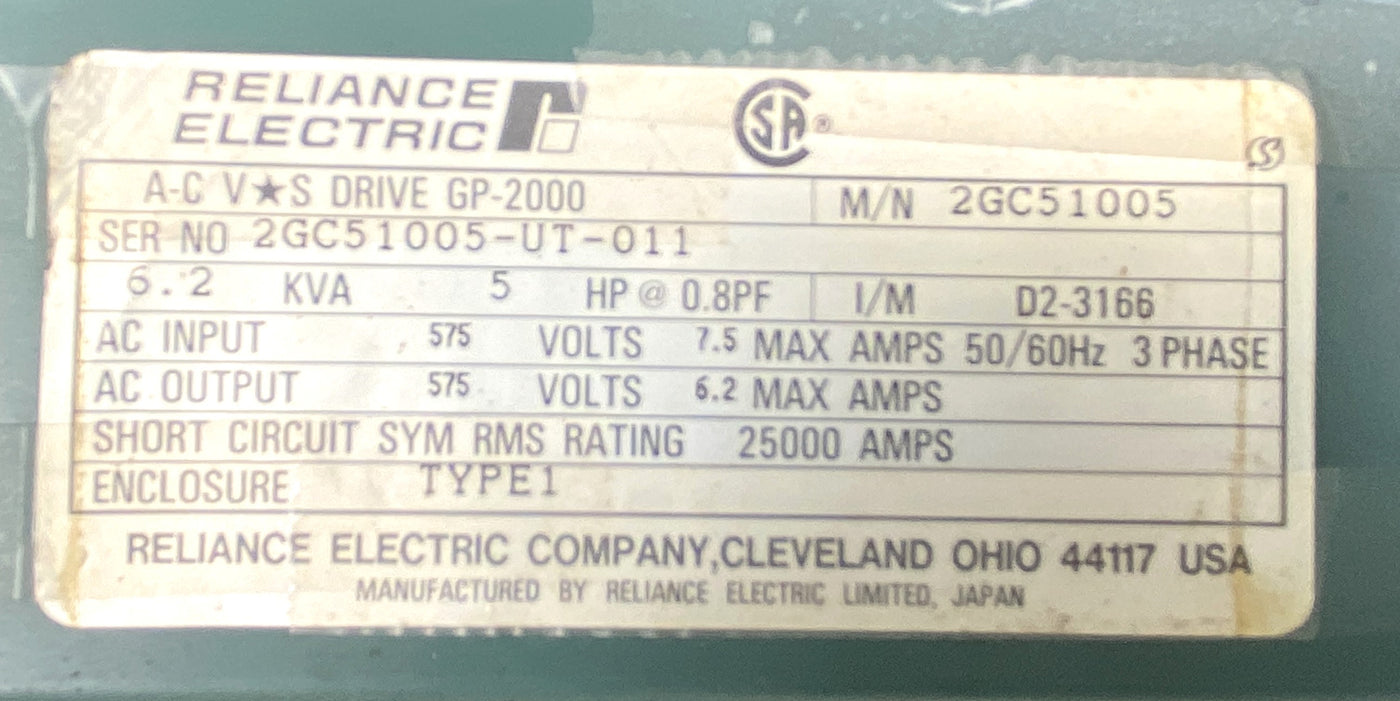 RELIANCE
ELECTRIC
CSA ®
A-C V★S DRIVE GP-2000 M/N 2GC51005
SER NO 2GC51005-UT-011
6.2 KVA 5 HP @ 0.8PF I/M D2-3166
AC INPUT 575 VOLTS 7.5 MAX AMPS 50/60Hz 3 PHASE
AC OUTPUT 575 VOLTS 6.2 MAX AMPS
SHORT CIRCUIT SYM RMS RATING 25000 AMPS
ENCLOSURE TYPE1
RELIANCE ELECTRIC COMPANY,CLEVELAND OHIO 44117 USA
MANUFACTURED BY RELIANCE ELECTRIC LIMITED, JAPAN